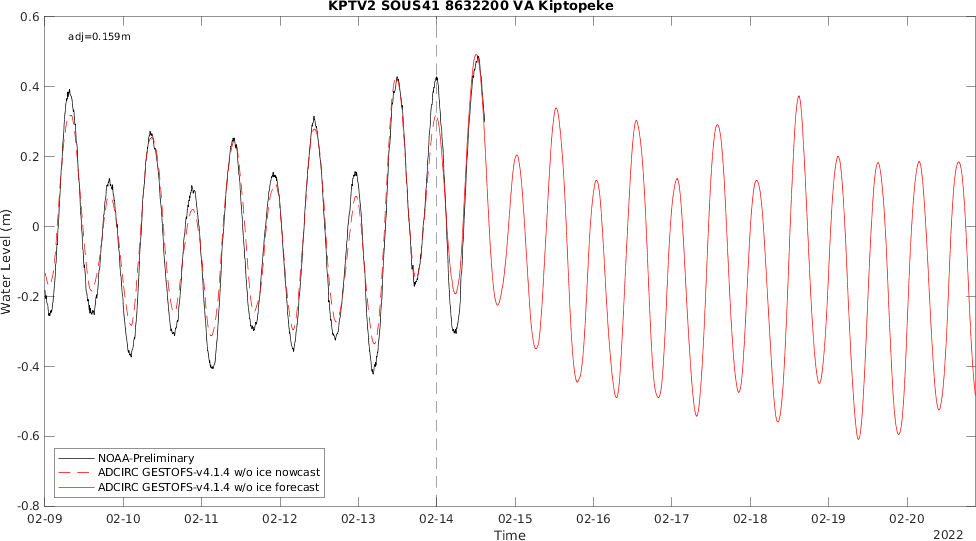 KPTV2 SOUS41 8632200 VA Kiptopeke
adj=0.159m
0.6
0.4
0.2
0
-0.2
-0.4
-0.6
-0.8
Water Level (m)
NOAA-Preliminary
ADCIRC GESTOFS-v4.1.4 w/o ice nowcast
ADCIRC GESTOFS-v4.1.4 w/o ice forecast
02-09 02-10 02-11 02-12 02-13 02-14 02-15 02-16 02-17 02-18 02-19 02-20
Time
2022